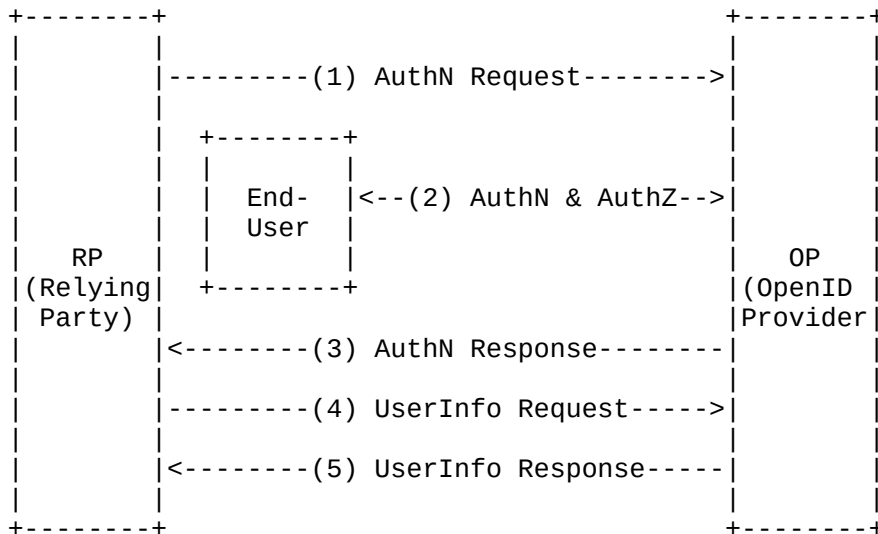 (1) AuthN Request
End-
(2) AuthN & AuthZ
User
RP
OP
(Relying
(OpenID
Party)
Provider
(3) AuthN Response
(4) UserInfo Request
(5) UserInfo Response